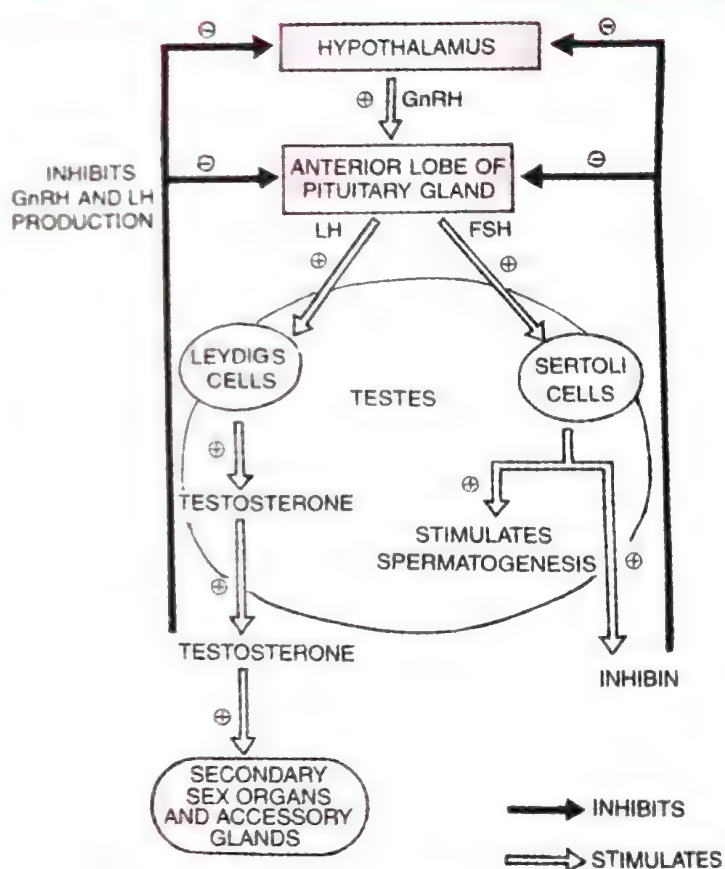 HYPOTHALAMUS
⊖
⊖
⊕ GnRH
ANTERIOR LOBE OF
PITUITARY GLAND
⊖
⊖
INHIBITS
GnRH AND LH
PRODUCTION
LH
FSH
⊕
⊕
LEYDIGS
CELLS
SERTOLI
CELLS
TESTES
⊕
TESTOSTERONE
⊕
STIMULATES
SPERMATOGENESIS
⊕
⊕
TESTOSTERONE
INHIBIN
⊕
SECONDARY
SEX ORGANS
AND ACCESSORY
GLANDS
INHIBITS
STIMULATES